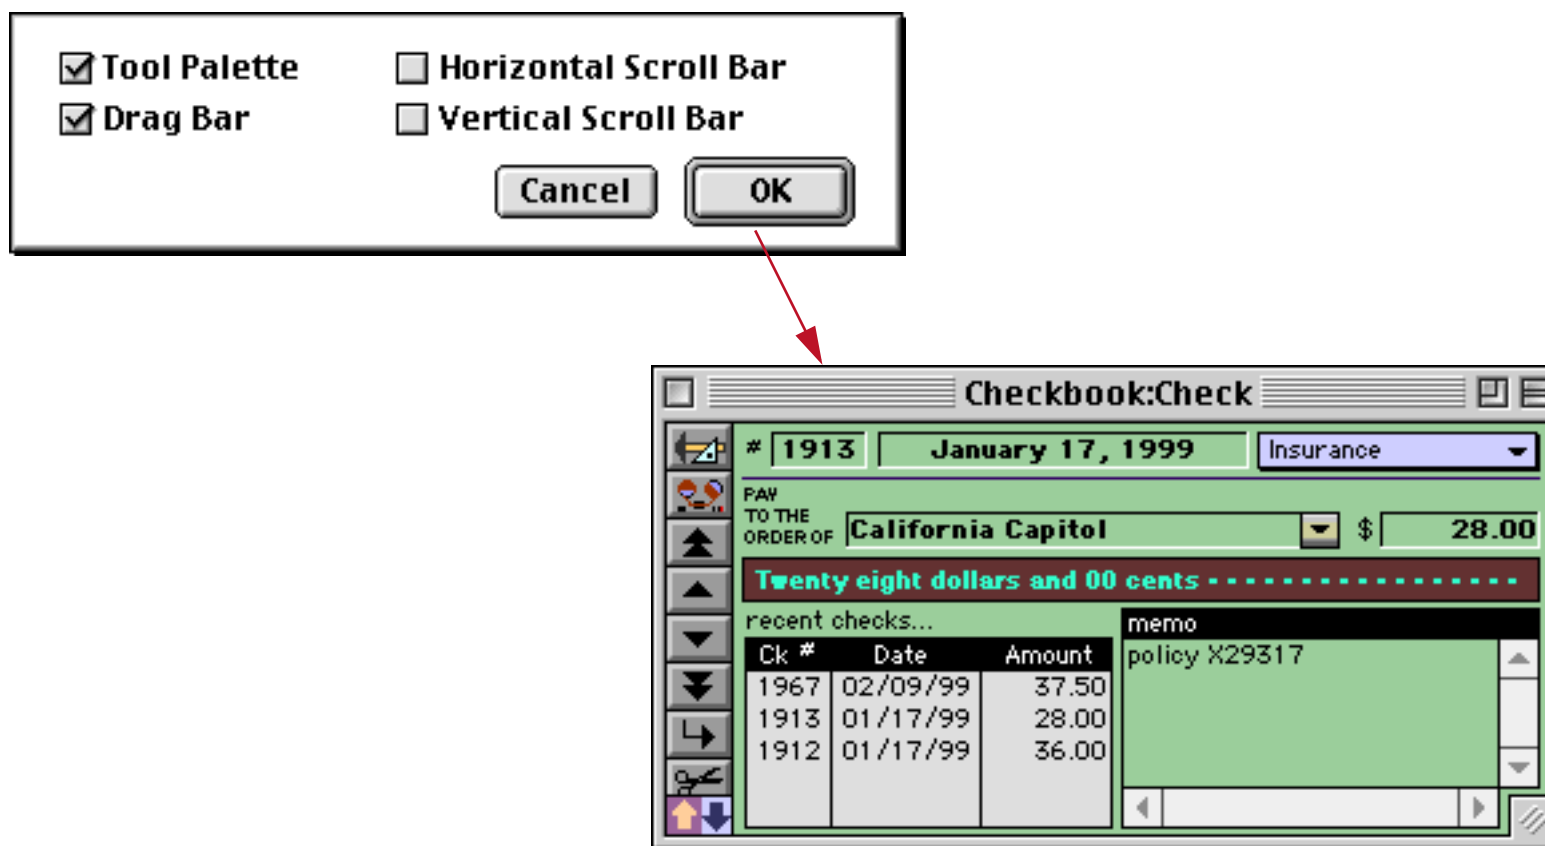 Tool Palette Horizontal Scroll Bar
Drag Bar Vertical Scroll Bar
Cancel OK
Checkbook:Check
# 1913 January 17, 1999 Insurance
PAY
TO THE
ORDER OF California Capitol $ 28.00
Twenty eight dollars and 00 cents - - - - - - - - - - - - - - - - -
recent checks... memo
Ck # Date Amount policy X29317
1967 02/09/99 37.50
1913 01/17/99 28.00
1912 01/17/99 36.00